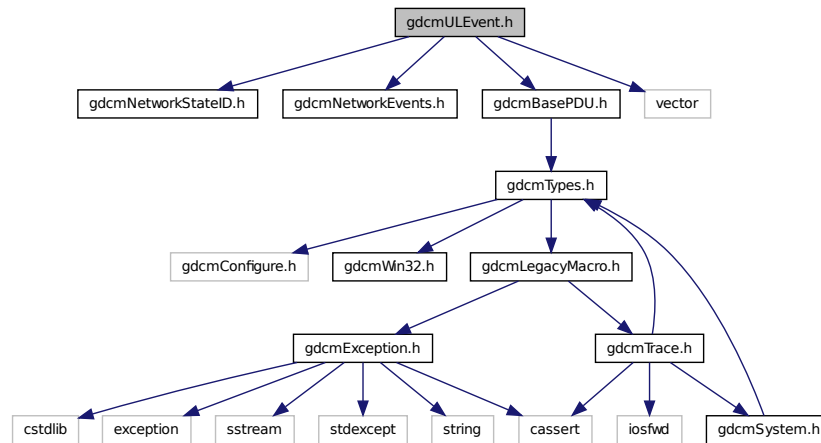 gdcmULEvent.h
gdcmNetworkStateID.h
gdcmNetworkEvents.h
gdcmBasePDU.h
vector
gdcmTypes.h
gdcmConfigure.h
gdcmWin32.h
gdcmLegacyMacro.h
gdcmException.h
gdcmTrace.h
cstdlib
exception
sstream
stdexcept
string
cassert
iosfwd
gdcmSystem.h